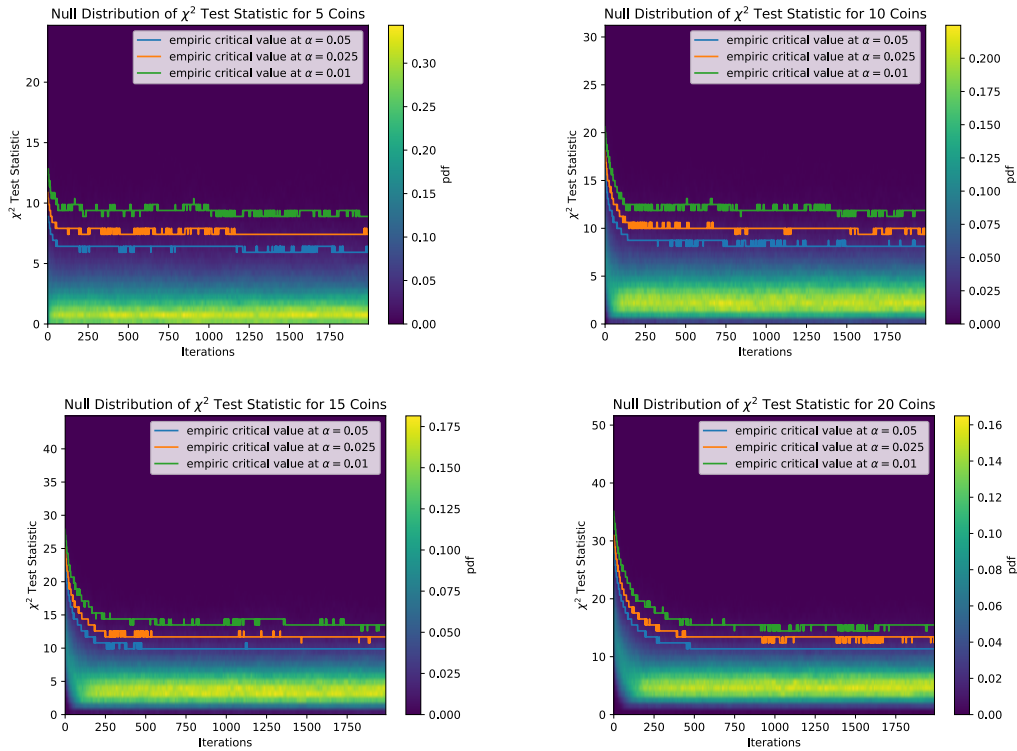 Null Distribution of χ² Test Statistic for 5 Coins
empiric critical value at α = 0.05
empiric critical value at α = 0.025
empiric critical value at α = 0.01
χ² Test Statistic
20
15
10
5
0
0 250 500 750 1000 1250 1500 1750
Iterations
0.30
0.25
0.20
0.15
0.10
0.05
0.00
pdf
Null Distribution of χ² Test Statistic for 10 Coins
empiric critical value at α = 0.05
empiric critical value at α = 0.025
empiric critical value at α = 0.01
χ² Test Statistic
30
25
20
15
10
5
0
0 250 500 750 1000 1250 1500 1750
Iterations
0.200
0.175
0.150
0.125
0.100
0.075
0.050
0.025
0.000
pdf
Null Distribution of χ² Test Statistic for 15 Coins
empiric critical value at α = 0.05
empiric critical value at α = 0.025
empiric critical value at α = 0.01
χ² Test Statistic
40
35
30
25
20
15
10
5
0
0 250 500 750 1000 1250 1500 1750
Iterations
0.175
0.150
0.125
0.100
0.075
0.050
0.025
0.000
pdf
Null Distribution of χ² Test Statistic for 20 Coins
empiric critical value at α = 0.05
empiric critical value at α = 0.025
empiric critical value at α = 0.01
χ² Test Statistic
50
40
30
20
10
0
0 250 500 750 1000 1250 1500 1750
Iterations
0.16
0.14
0.12
0.10
0.08
0.06
0.04
0.02
0.00
pdf